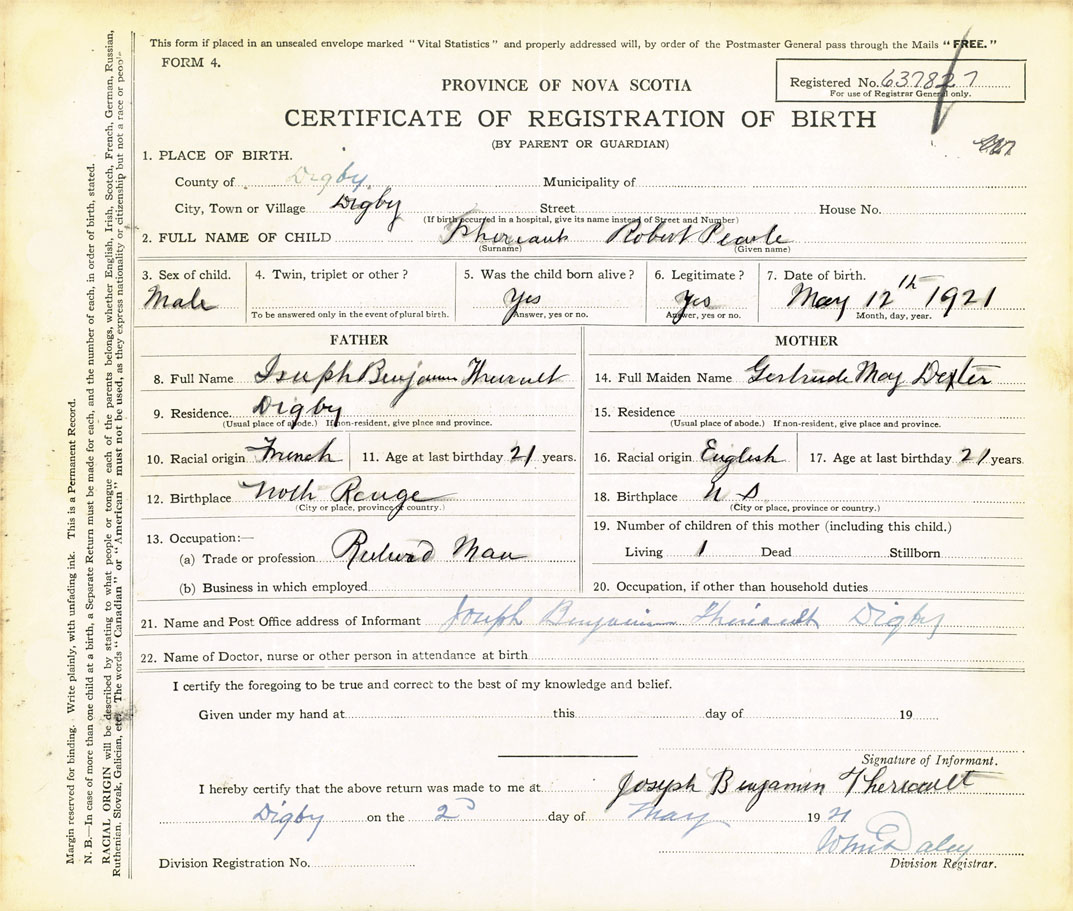 This form if placed in an unsealed envelope marked "Vital Statistics" and properly addressed will, by order of the Postmaster General pass through the Mails "FREE."
FORM 4.
Registered No. 637827
For use of Registrar General only.
PROVINCE OF NOVA SCOTIA
CERTIFICATE OF REGISTRATION OF BIRTH
(BY PARENT OR GUARDIAN)
1. PLACE OF BIRTH.
County of Digby Municipality of
City, Town or Village Digby Street House No.
(If birth occurred in a hospital, give its name instead of Street and Number)
2. FULL NAME OF CHILD Theriault Robert Pearle
(Surname) (Given name)
3. Sex of child. 4. Twin, triplet or other? 5. Was the child born alive? 6. Legitimate? 7. Date of birth.
Male Yes Yes May 12th 1921
To be answered only in the event of plural birth. Answer, yes or no. Answer, yes or no. Month, day, year.
FATHER
8. Full Name Joseph Benjamin
9. Residence Digby
(Usual place of abode.) If non-resident, give place and province.
10. Racial origin French 11. Age at last birthday 21 years.
12. Birthplace Rouge
(City or place, province or country.)
13. Occupation:—
(a) Trade or profession Man
(b) Business in which employed
MOTHER
14. Full Maiden Name Gertrude May Dexter
15. Residence
(Usual place of abode.) If non-resident, give place and province.
16. Racial origin English 17. Age at last birthday 21 years.
18. Birthplace N S
(City or place, province or country.)
19. Number of children of this mother (including this child.)
Living 1 Dead Stillborn
20. Occupation, if other than household duties
21. Name and Post Office address of Informant Joseph Benjamin Theriault Digby
22. Name of Doctor, nurse or other person in attendance at birth
I certify the foregoing to be true and correct to the best of my knowledge and belief.
Given under my hand at this day of 19
Signature of Informant.
I hereby certify that the above return was made to me at Joseph Benjamin Theriault
Digby on the day of May 1921
Daley
Division Registration No. Division Registrar.
Margin reserved for binding. Write plainly, with unfading ink. This is a Permanent Record.
N. B.—In case of more than one child at a birth, a Separate Return must be made for each, and the number of each, in order of birth, stated.
RACIAL ORIGIN will be described by stating to what people or tongue each of the parents belongs, whether English, Irish, Scotch, French, German, Russian,
Ruthenian, Slovak, Galician, etc. The words "Canadian" or "American" must not be used, as they express nationality or citizenship but not a race or people